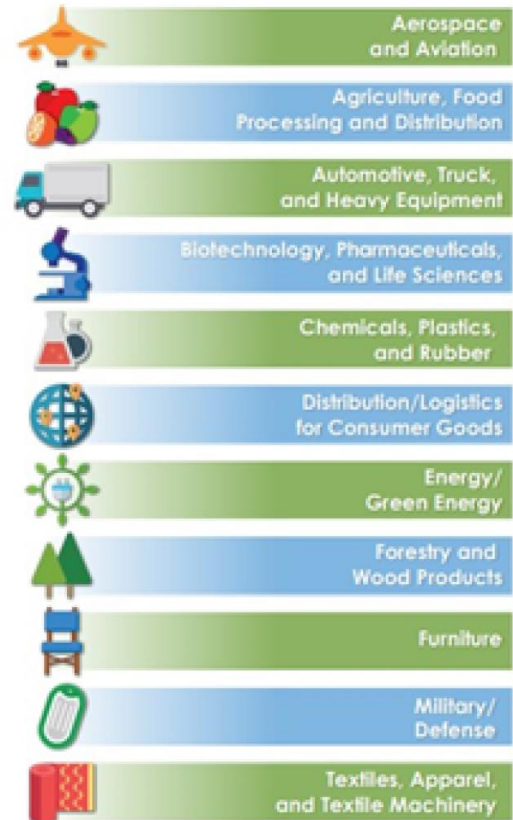 Aerospace
and Aviation
Agriculture, Food
Processing and Distribution
Automotive, Truck,
and Heavy Equipment
Biotechnology, Pharmaceuticals,
and Life Sciences
Chemicals, Plastics,
and Rubber
Distribution/Logistics
for Consumer Goods
Energy/
Green Energy
Forestry and
Wood Products
Furniture
Military/
Defense
Textiles, Apparel,
and Textile Machinery